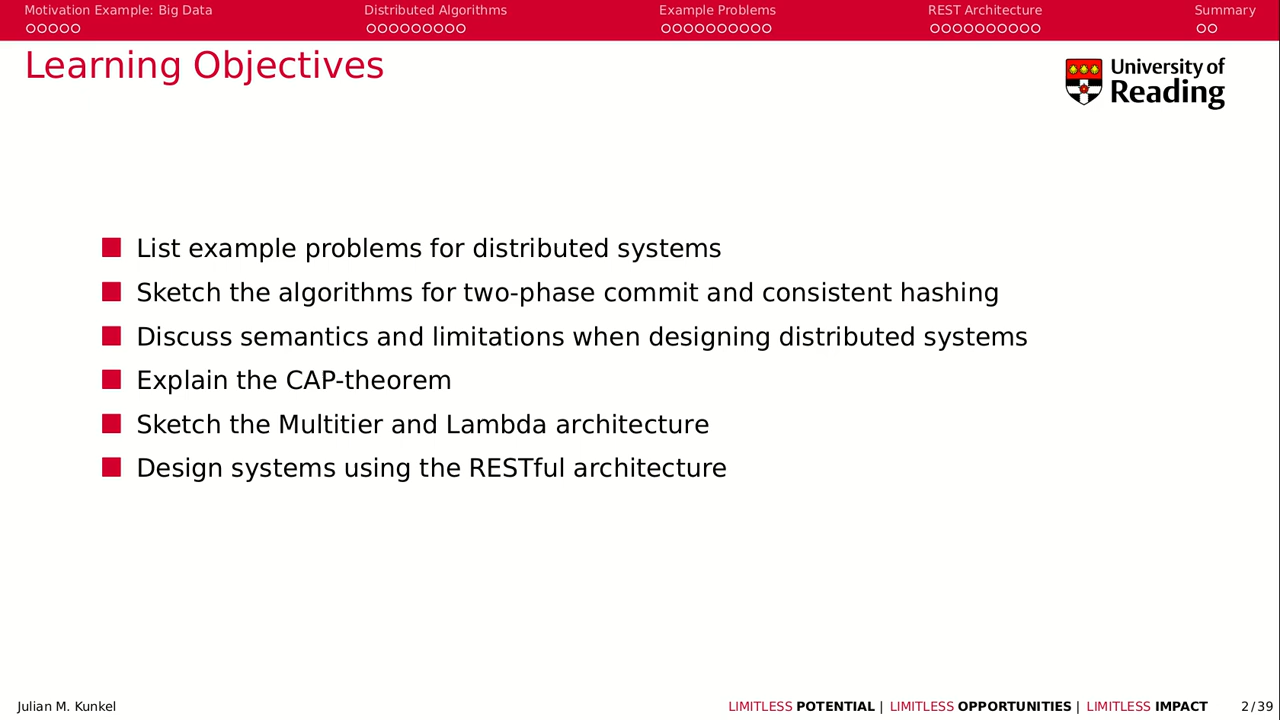 Motivation Example: Big Data Distributed Algorithms Example Problems REST Architecture Summary
Learning Objectives
University of
Reading
List example problems for distributed systems
Sketch the algorithms for two-phase commit and consistent hashing
Discuss semantics and limitations when designing distributed systems
Explain the CAP-theorem
Sketch the Multitier and Lambda architecture
Design systems using the RESTful architecture
Julian M. Kunkel LIMITLESS POTENTIAL | LIMITLESS OPPORTUNITIES | LIMITLESS IMPACT 2/39